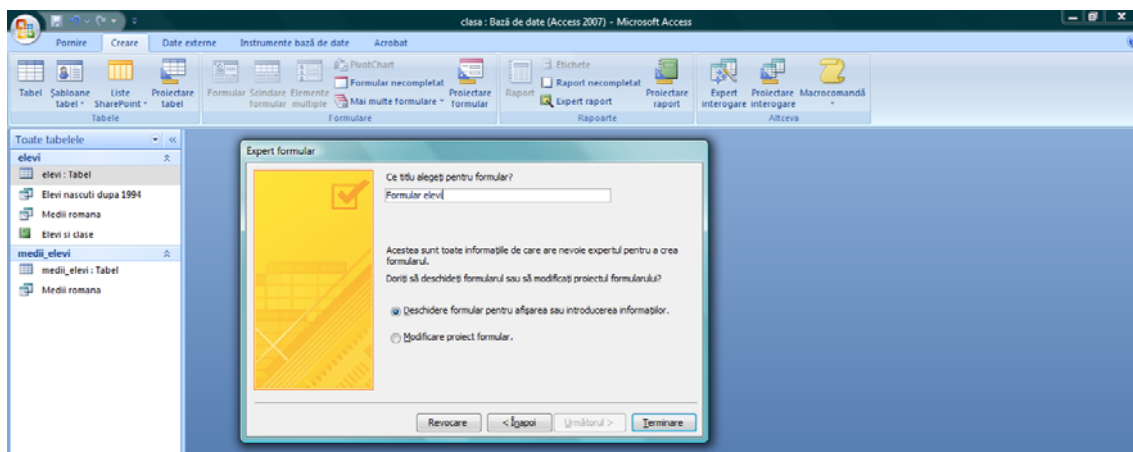 clasa : Bază de date (Access 2007) - Microsoft Access
Pornire Creare Date externe Instrumente bază de date Acrobat
Tabel Șabloane tabel Liste SharePoint Proiectare tabel
Formular Scindare formular Elemente multiple PivotChart
Formular necompletat
Mai multe formulare
Proiectare formular
Raport Etichete
Raport necompletat
Expert raport
Proiectare raport
Expert interogare Proiectare interogare Macrocomandă
Tabele Formulare Rapoarte Altceva
Toate tabelele
elevi
elevi : Tabel
Elevi nascuti dupa 1994
Medii romana
Elevi si clase
medii_elevi
medii_elevi : Tabel
Medii romana
Expert formular
Ce titlu alegeți pentru formular?
Formular elevi
Acestea sunt toate informațiile de care are nevoie expertul pentru a crea
formularul.
Doriți să deschideți formularul sau să modificați proiectul formularului?
Deschidere formular pentru afișarea sau introducerea informațiilor.
Modificare proiect formular.
Revocare < Înapoi Următorul > Terminare